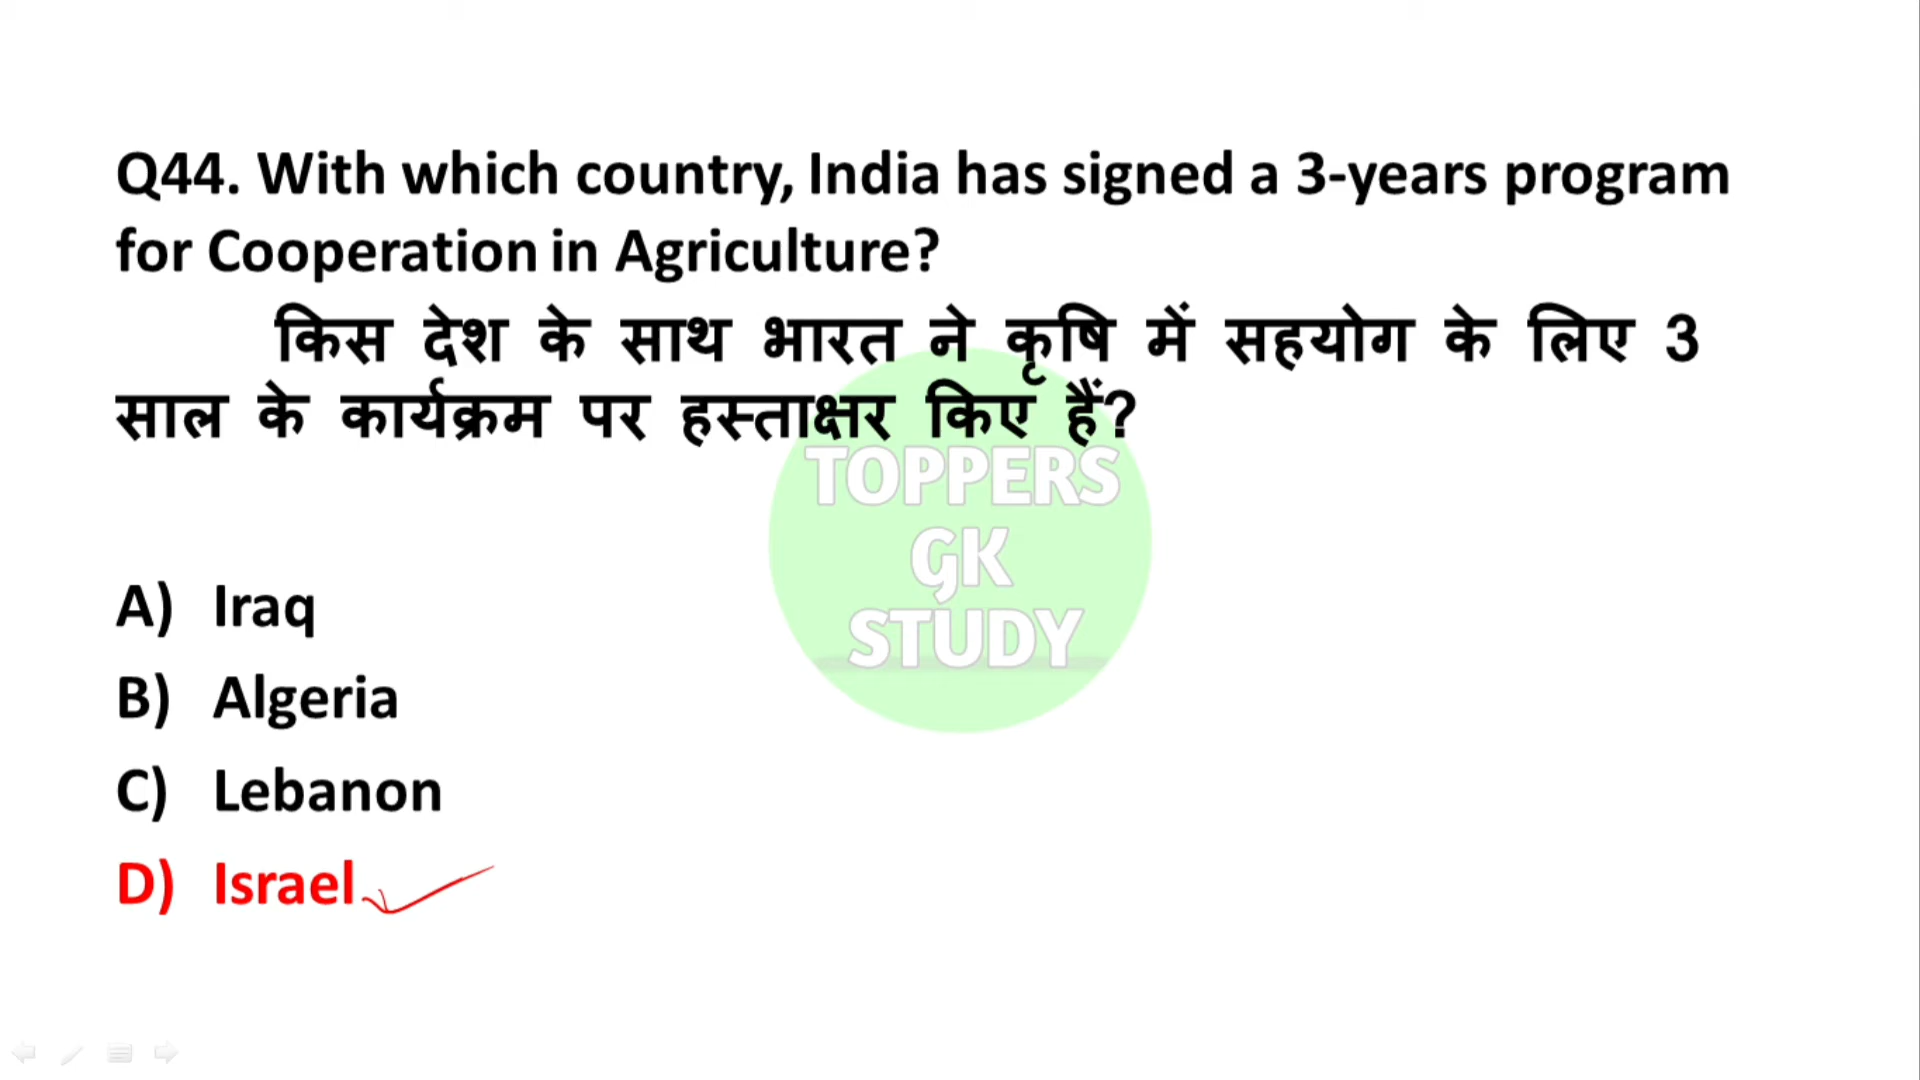 Q44. With which country, India has signed a 3-years program
for Cooperation in Agriculture?
किस देश के साथ भारत ने कृषि में सहयोग के लिए 3
साल के कार्यक्रम पर हस्ताक्षर किए हैं?
TOPPERS
GK
STUDY
A) Iraq
B) Algeria
C) Lebanon
D) Israel